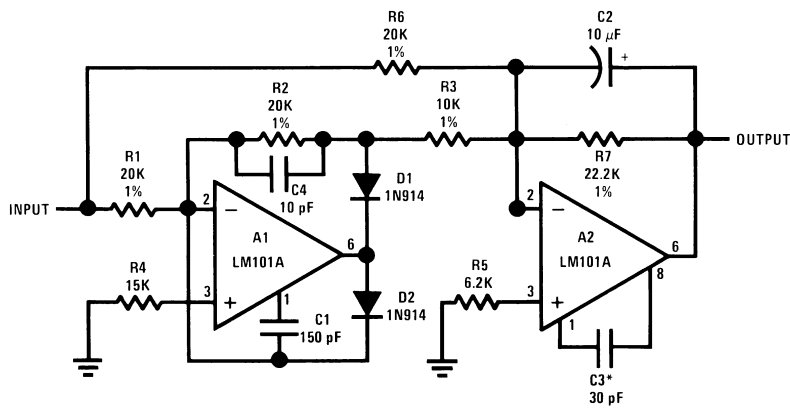 R6
20K
1%
C2
10 μF
+
R2
20K
1%
R3
10K
1%
R1
20K
1%
C4
10 pF
D1
1N914
R7
22.2K
1%
OUTPUT
INPUT
2
−
A1
LM101A
6
3
+
1
R4
15K
C1
150 pF
D2
1N914
2
−
A2
LM101A
6
8
R5
6.2K
3
+
1
C3*
30 pF